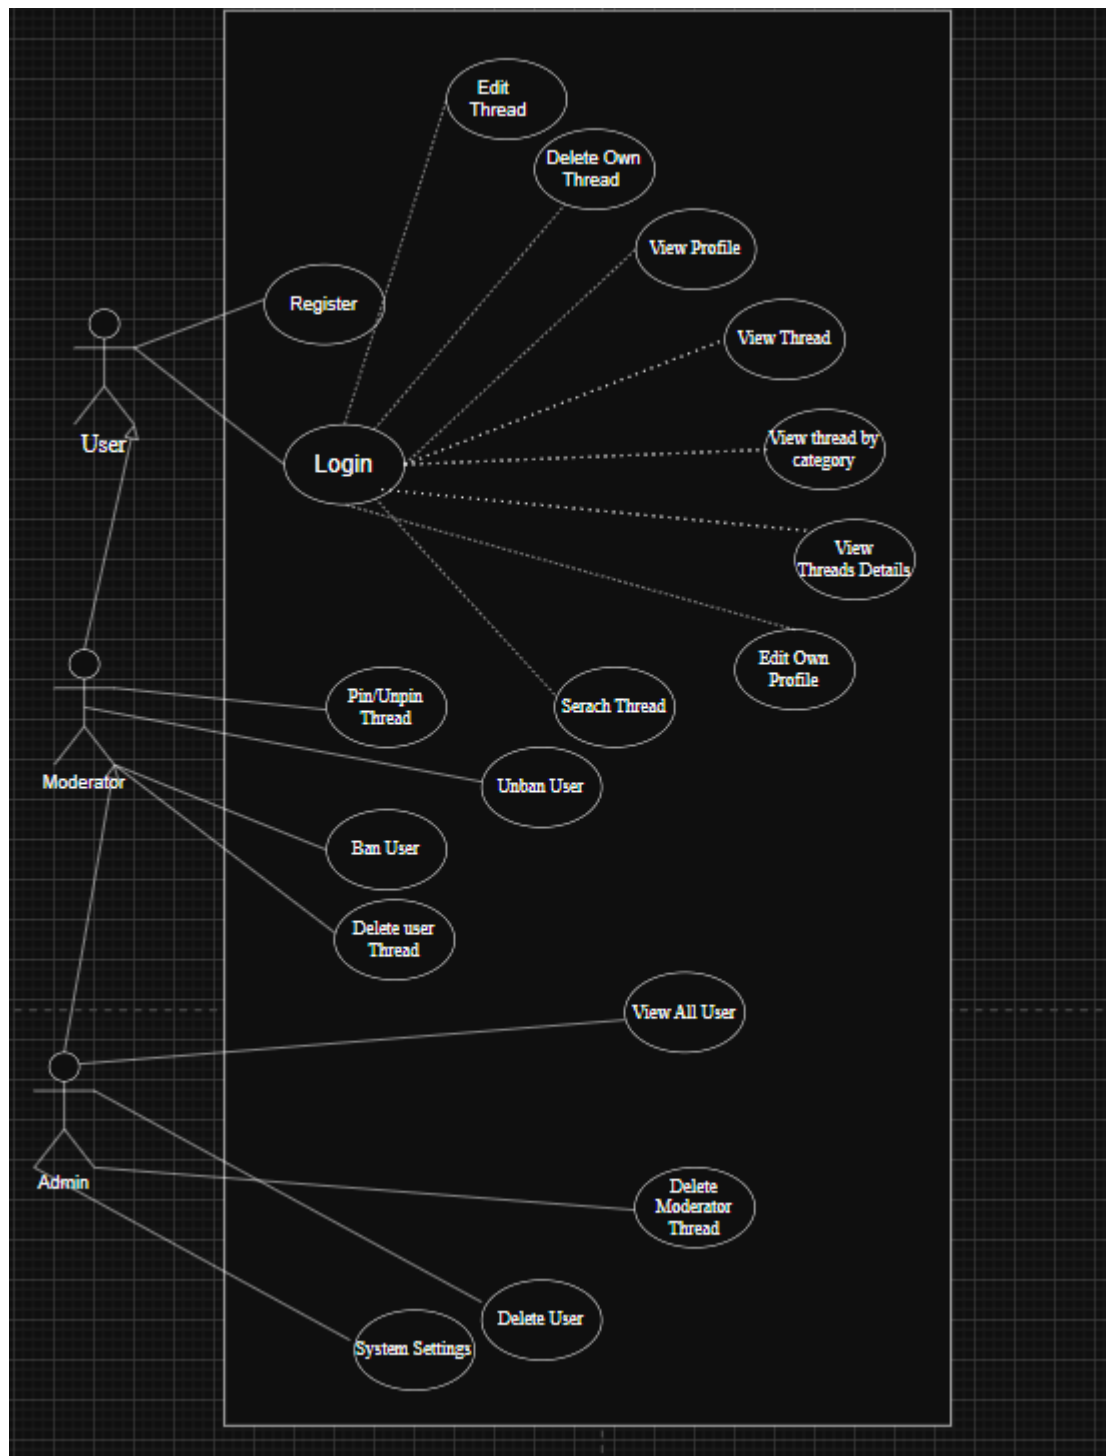 Edit
Thread
Delete Own
Thread
View Profile
Register
View Thread
User
View thread by
category
Login
View
Threads Details
Edit Own
Profile
Pin/Unpin
Thread
Serach Thread
Moderator
Unban User
Ban User
Delete user
Thread
View All User
Admin
Delete
Moderator
Thread
Delete User
System Settings